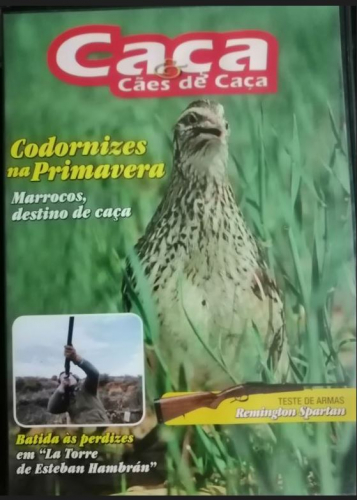 Caça
& Cães de Caça
Codornizes
na Primavera
Marrocos,
destino de caça
TESTE DE ARMAS
Remington Spartan
Batida às perdizes
em "La Torre
de Esteban Hambrán"